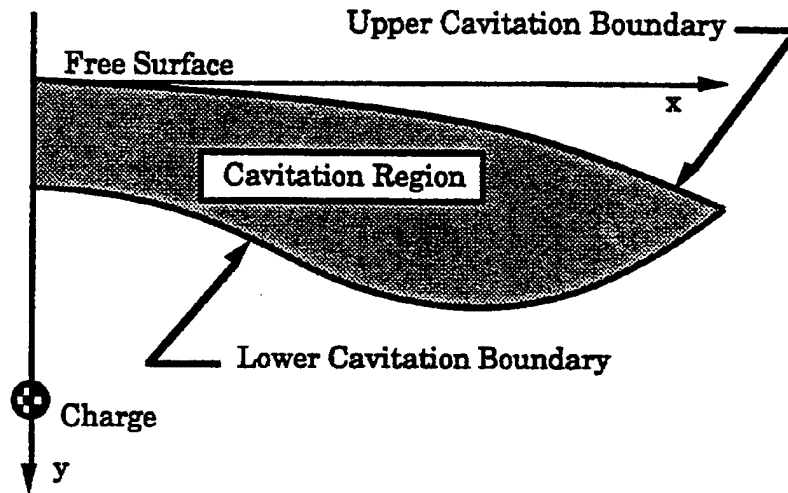 Upper Cavitation Boundary
Free Surface
x
Cavitation Region
Lower Cavitation Boundary
Charge
y